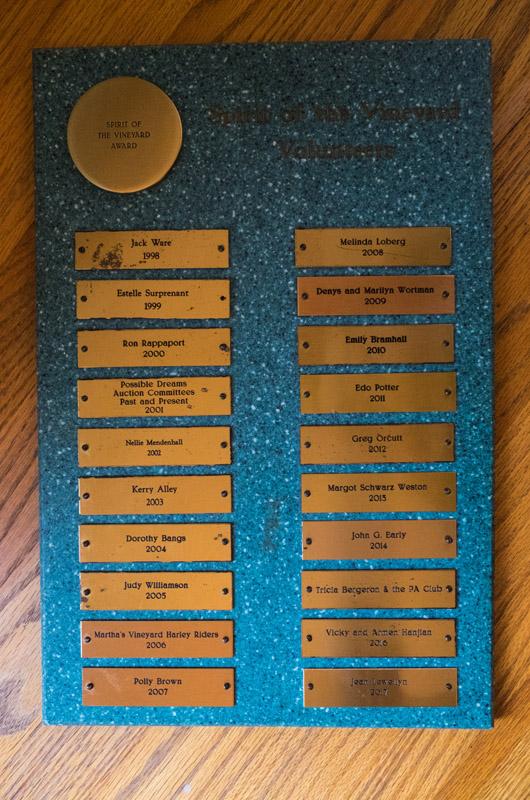 SPIRIT OF
THE VINEYARD
AWARD
Spirit of the Vineyard
Volunteers
Jack Ware
1998
Estelle Surprenant
1999
Ron Rappaport
2000
Possible Dreams
Auction Committees
Past and Present
2001
Nellie Mendenhall
2002
Kerry Alley
2003
Dorothy Bangs
2004
Judy Williamson
2005
Martha's Vineyard Harley Riders
2006
Polly Brown
2007
Melinda Loberg
2008
Denys and Marilyn Wortman
2009
Emily Bramhall
2010
Edo Potter
2011
Greg Orcutt
2012
Margot Schwarz Weston
2013
John G. Early
2014
Tricia Bergeron & the PA Club
Vicky and Armen Hanjian
2016
Jean Lewellyn
2017